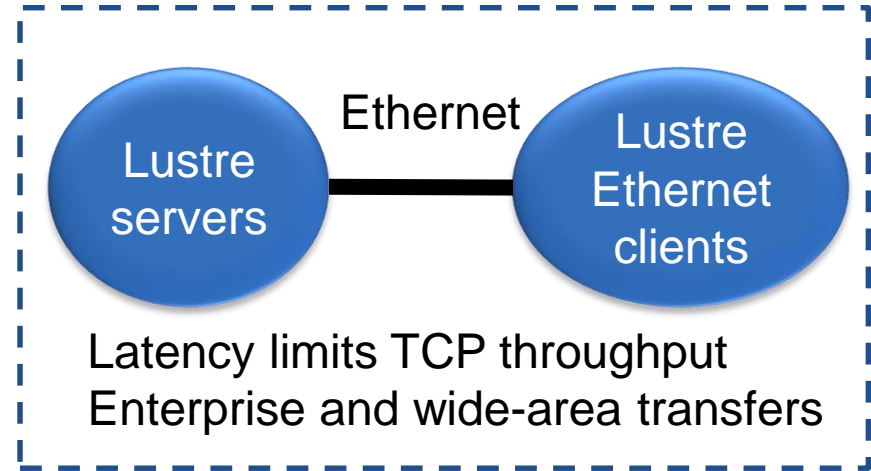 Lustre
servers
Ethernet
Lustre
Ethernet
clients
Latency limits TCP throughput
Enterprise and wide-area transfers